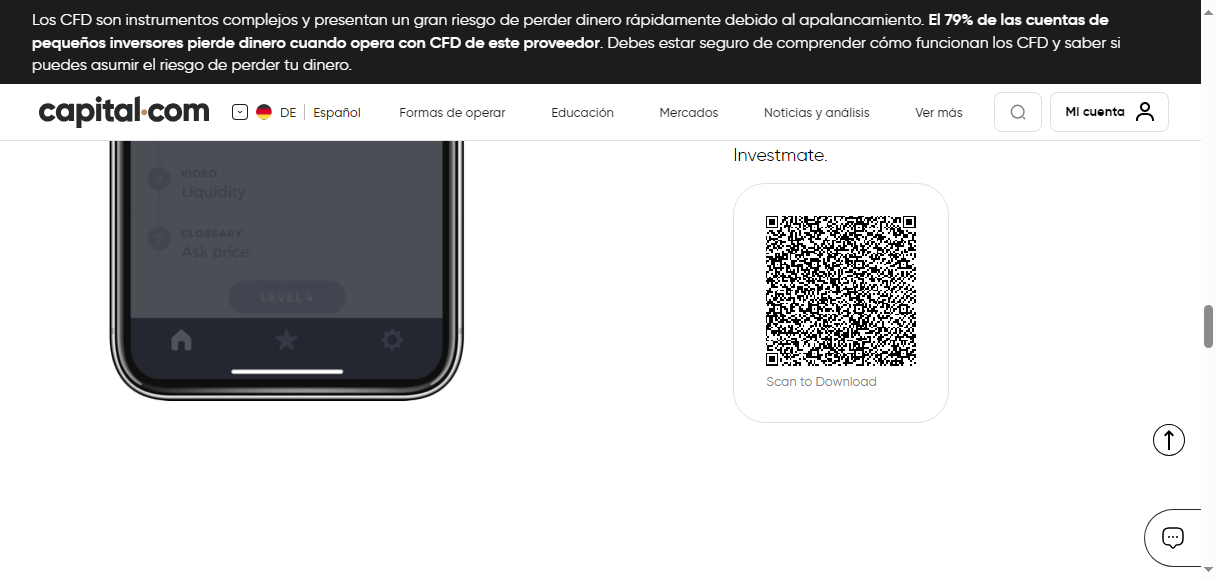 Los CFD son instrumentos complejos y presentan un gran riesgo de perder dinero rápidamente debido al apalancamiento. El 79% de las cuentas de
pequeños inversores pierde dinero cuando opera con CFD de este proveedor. Debes estar seguro de comprender cómo funcionan los CFD y saber si
puedes asumir el riesgo de perder tu dinero.
capital.com
DE
Español
Formas de operar
Educación
Mercados
Noticias y análisis
Ver más
Mi cuenta
VIDEO
Liquidity
GLOSSARY
Ask price
LEVEL 4
Investmate.
Scan to Download